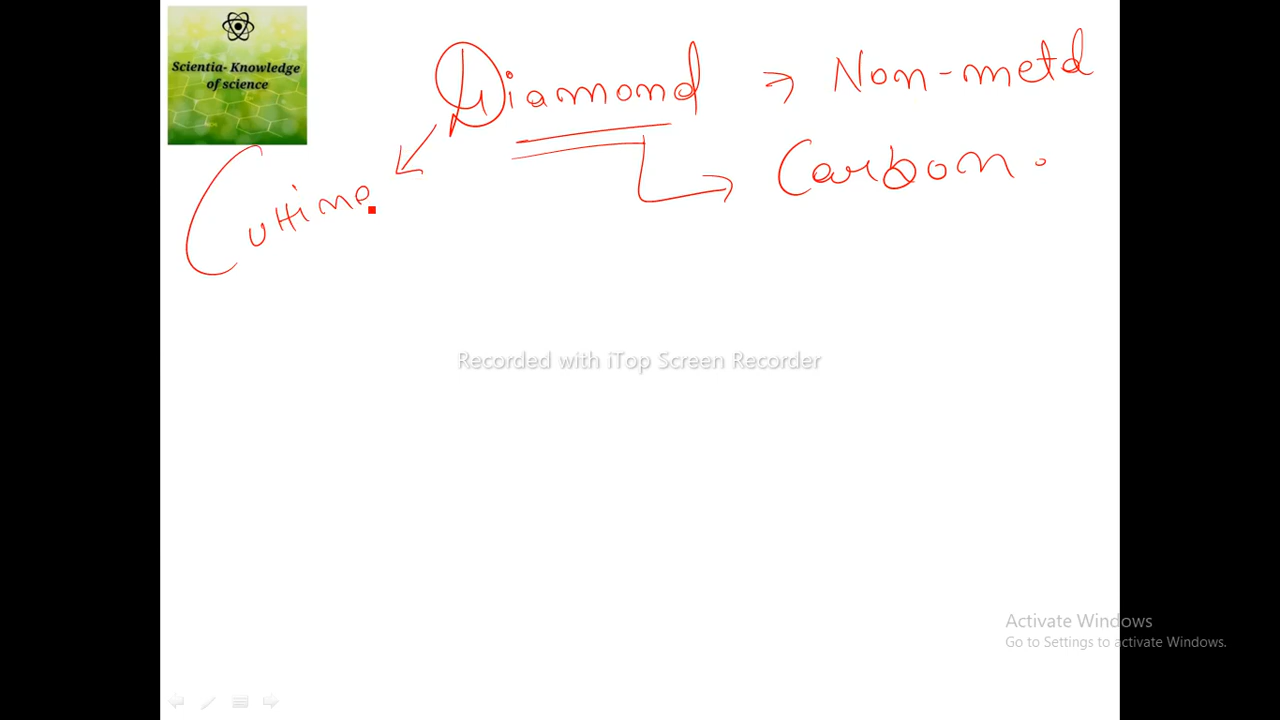 Scientia- Knowledge
of science
Diamond → Non-metal
Carbon.
Cuttin
Recorded with iTop Screen Recorder
Activate Windows
Go to Settings to activate Windows.